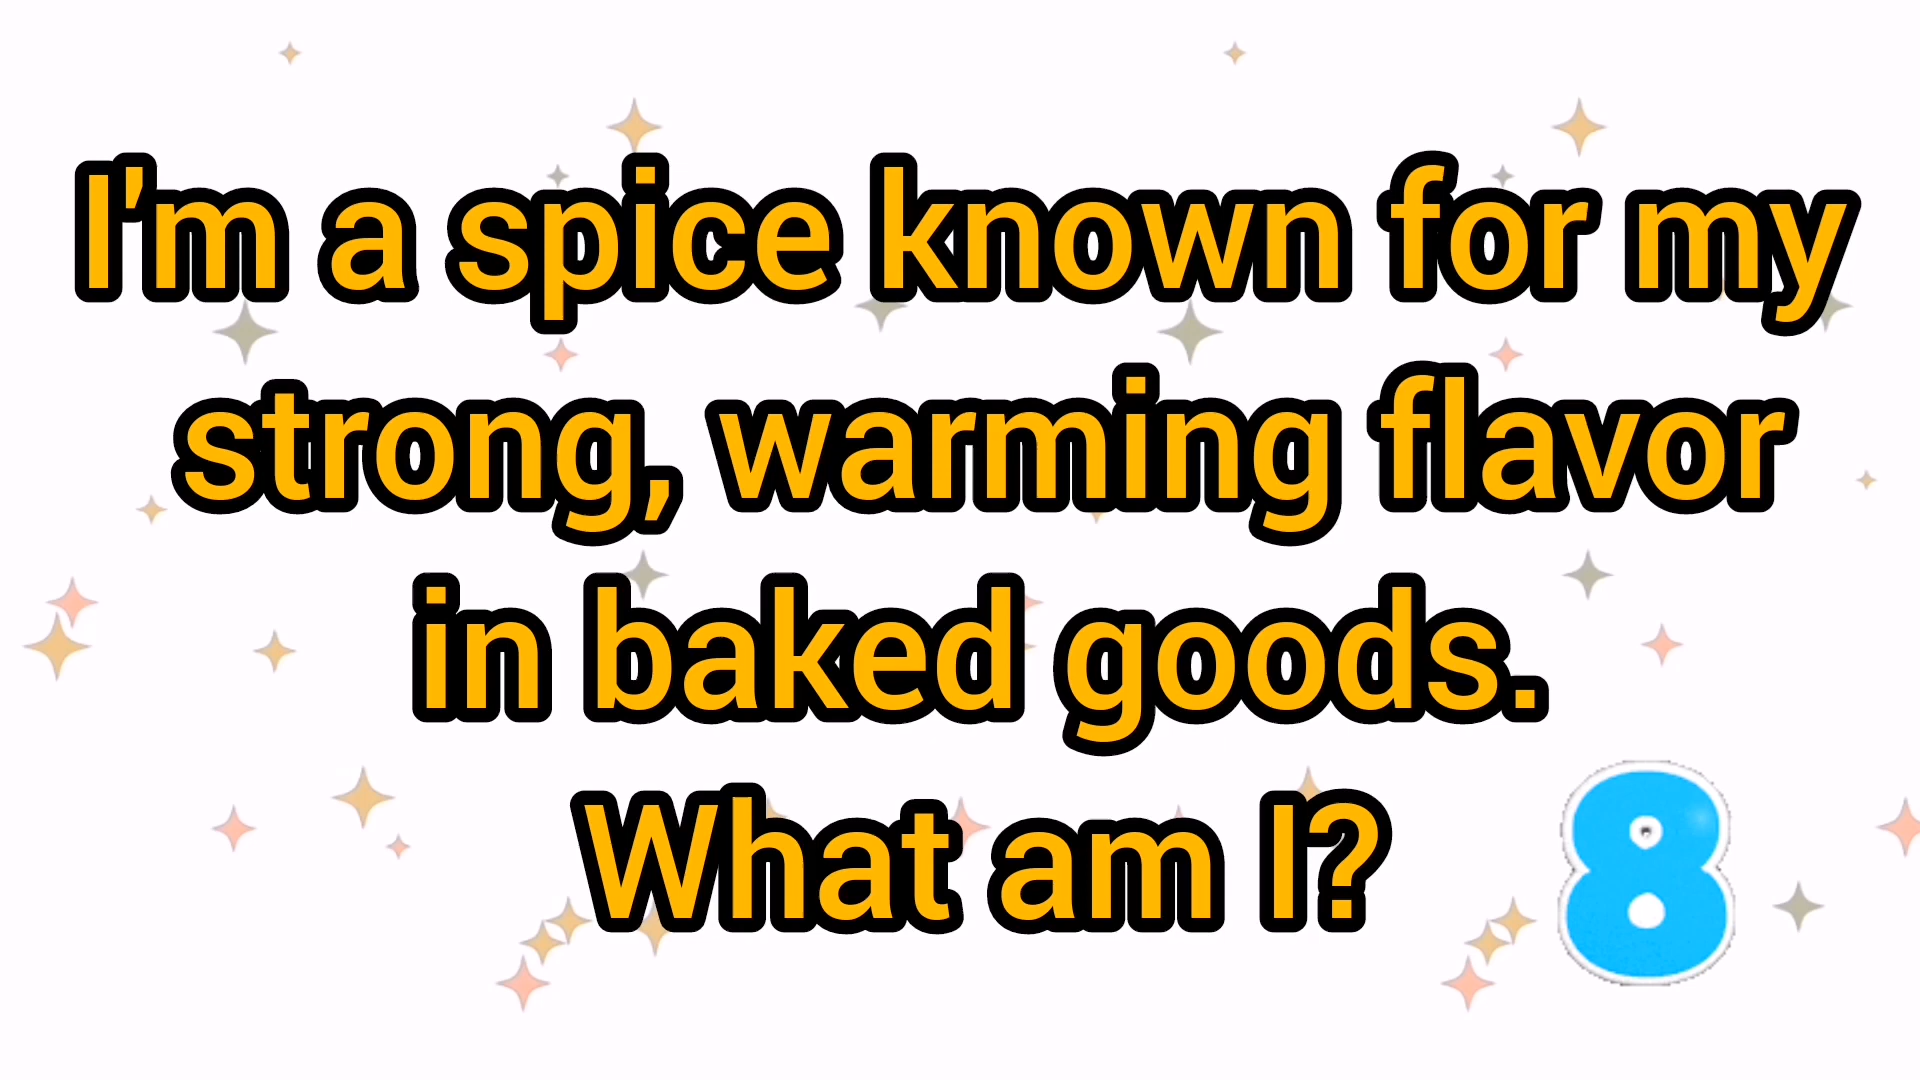 I'm a spice known for my
strong, warming flavor
in baked goods.
What am I?
8